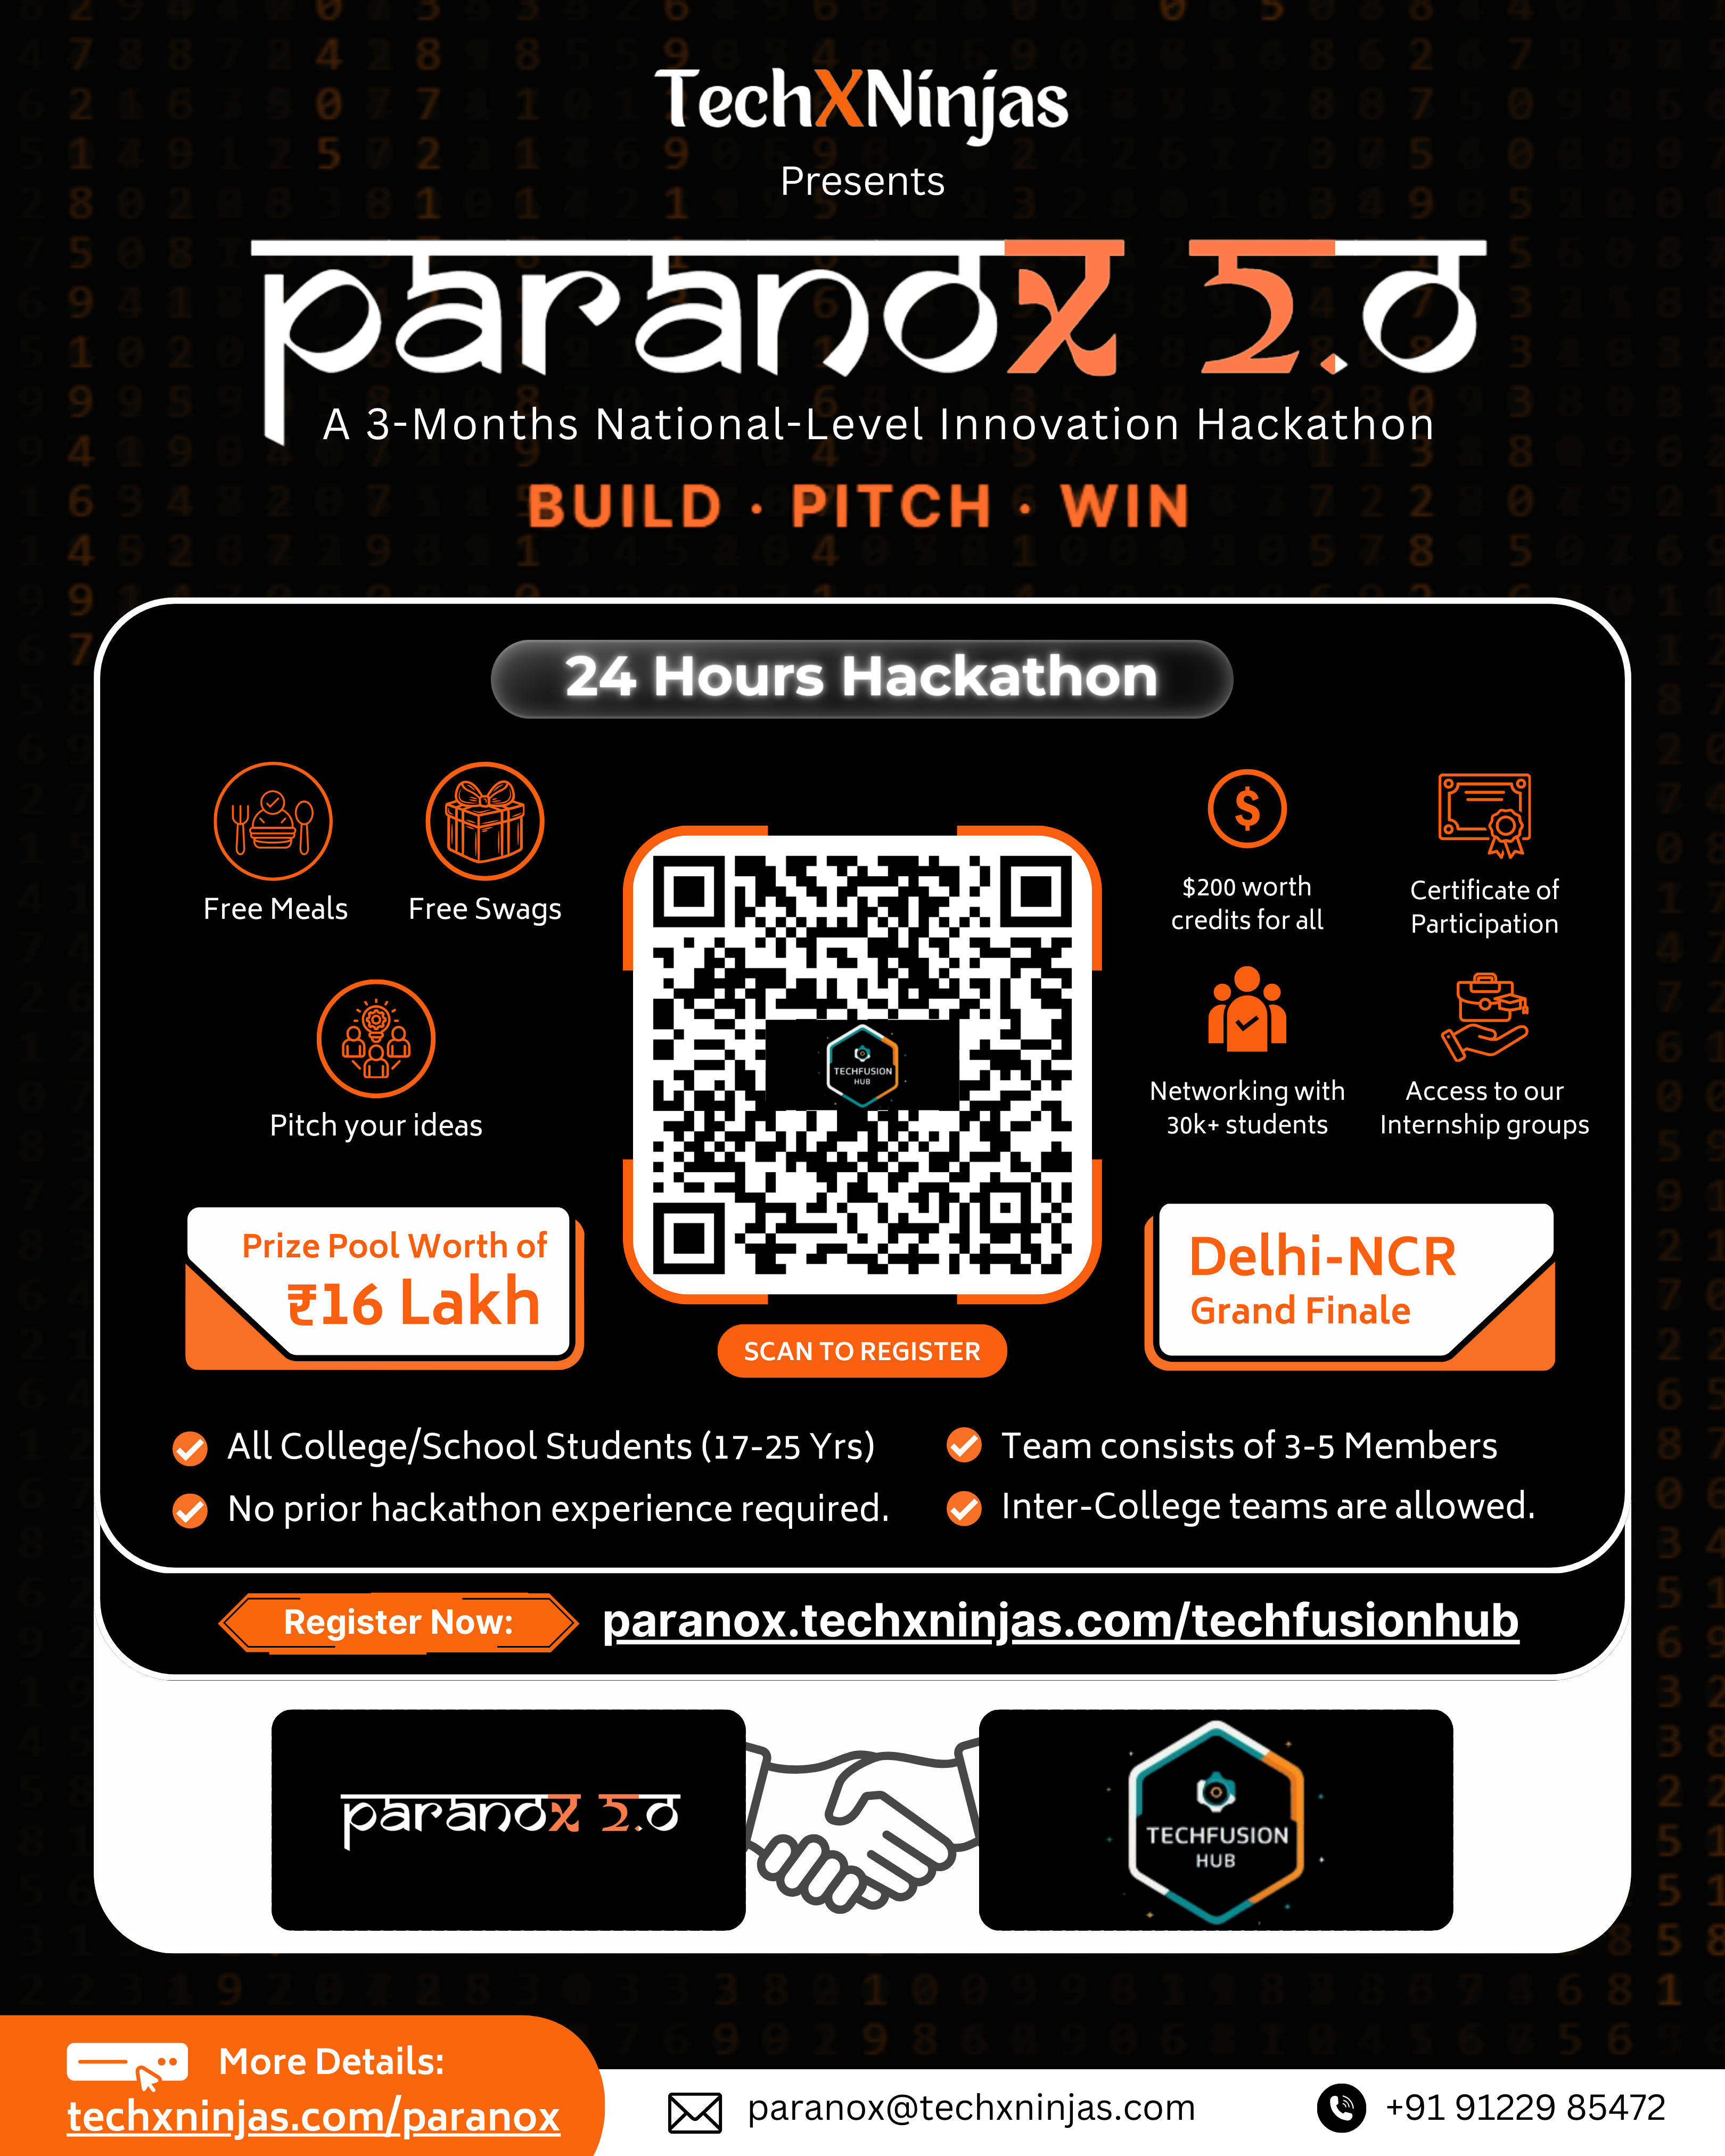 TechXNinjas
Presents
paranox 2.0
A 3-Months National-Level Innovation Hackathon
BUILD · PITCH · WIN
24 Hours Hackathon
Free Meals
Free Swags
Pitch your ideas
$200 worth
credits for all
Certificate of
Participation
Networking with
30k+ students
Access to our
Internship groups
TECHFUSION
HUB
Prize Pool Worth of
₹16 Lakh
SCAN TO REGISTER
Delhi-NCR
Grand Finale
All College/School Students (17-25 Yrs)
Team consists of 3-5 Members
No prior hackathon experience required.
Inter-College teams are allowed.
Register Now:
paranox.techxninjas.com/techfusionhub
paranox 2.0
TECHFUSION
HUB
More Details:
techxninjas.com/paranox
paranox@techxninjas.com
+91 91229 85472